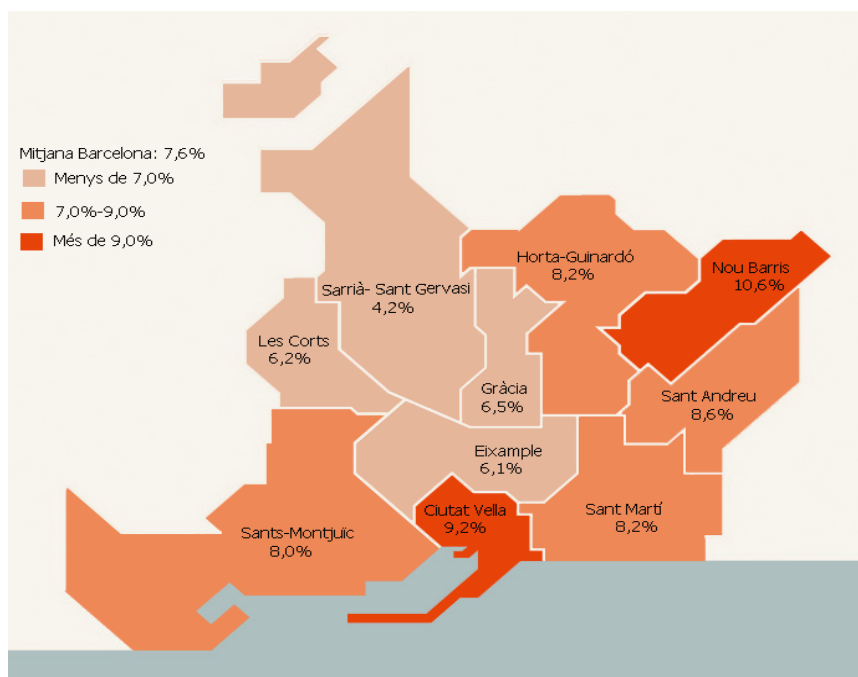 Mitjana Barcelona: 7,6%
Menys de 7,0%
7,0%-9,0%
Més de 9,0%
Horta-Guinardó
8,2%
Nou Barris
10,6%
Sarrià- Sant Gervasi
4,2%
Les Corts
6,2%
Gràcia
6,5%
Sant Andreu
8,6%
Eixample
6,1%
Ciutat Vella
9,2%
Sant Martí
8,2%
Sants-Montjuïc
8,0%